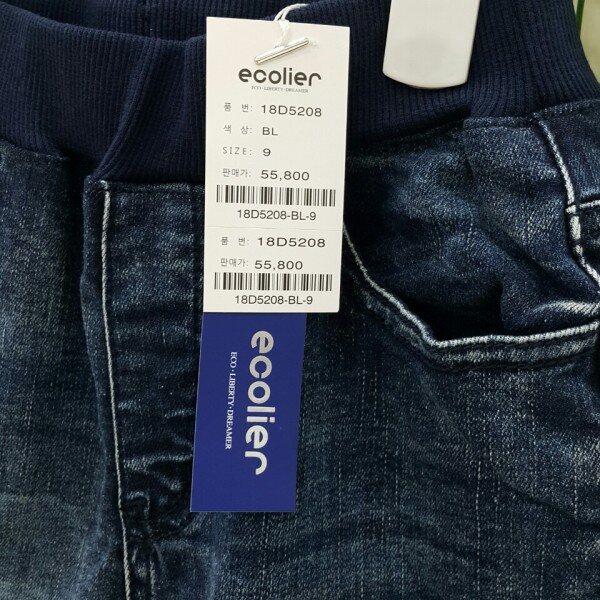 ecolier
ECO · LIBERTY · DREAMER
품 번: 18D5208
색 상: BL
SIZE: 9
판매가: 55,800
18D5208-BL-9
품 번: 18D5208
판매가: 55,800
18D5208-BL-9
ecolier
ECO · LIBERTY · DREAMER